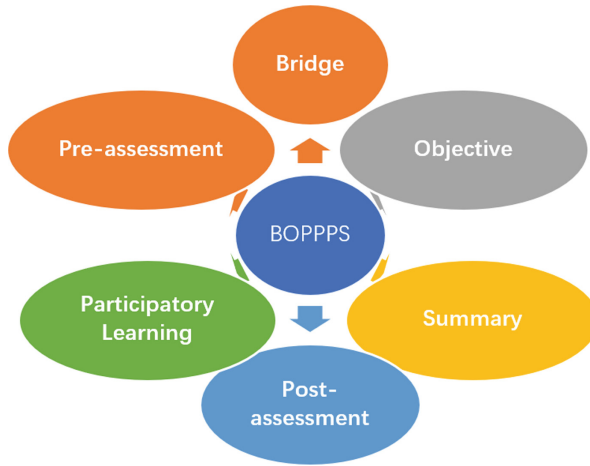 Bridge
Pre-assessment
Objective
BOPPPS
Participatory
Learning
Summary
Post-
assessment